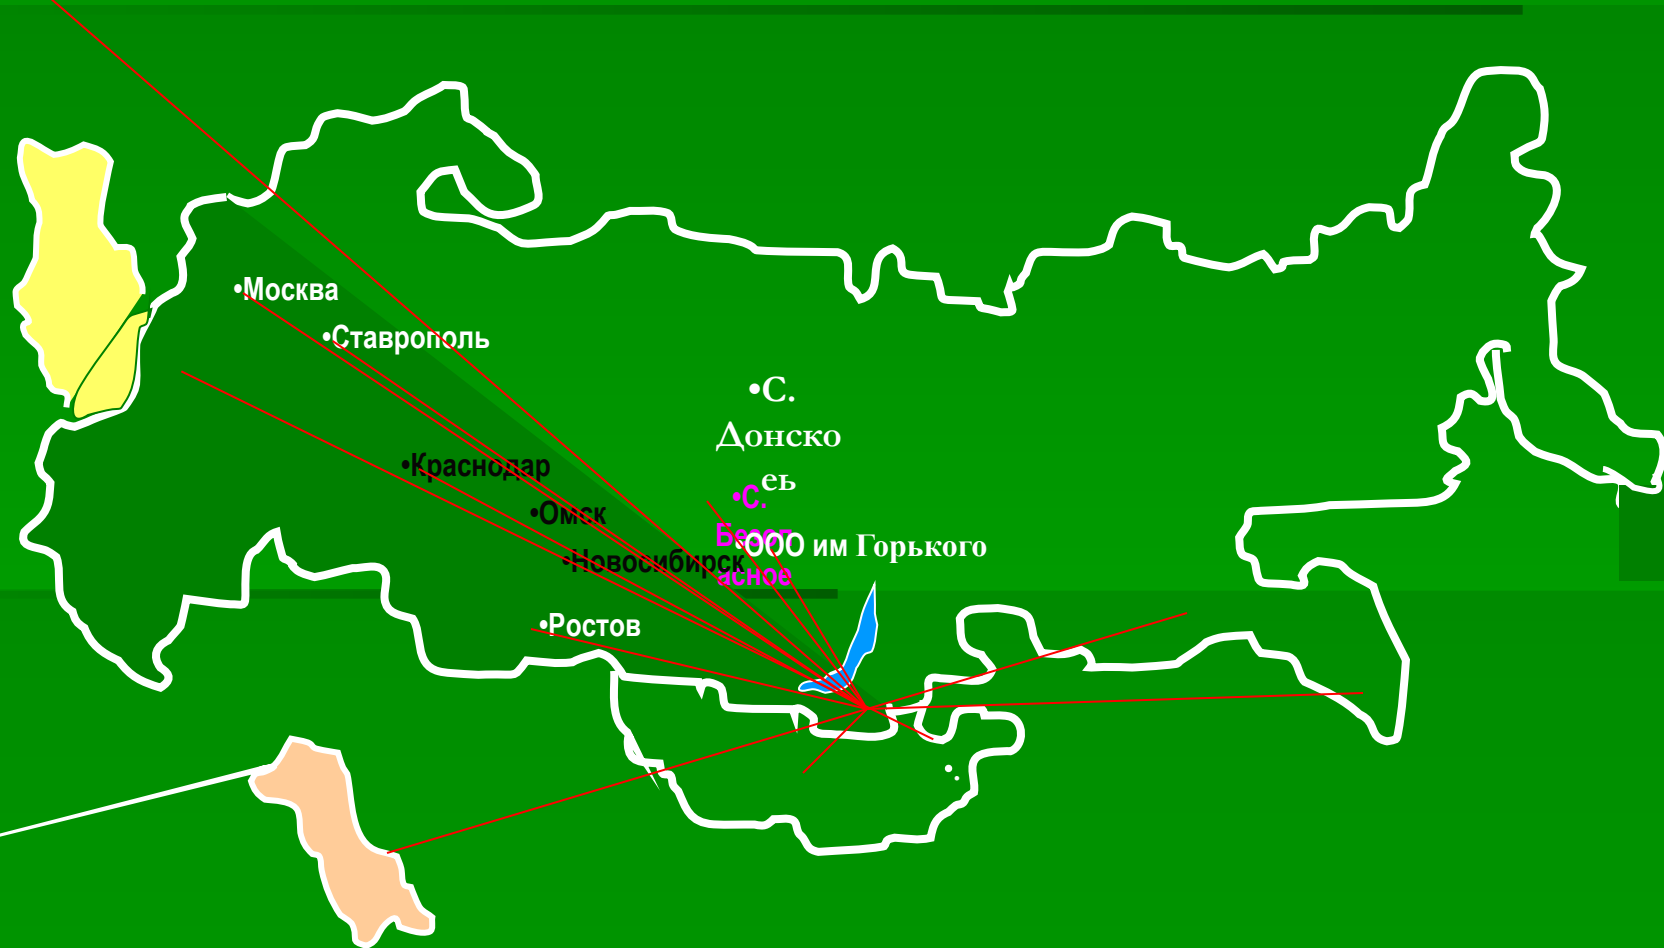 •Москва
•Ставрополь
•С.
Донско
еь
•Краснодар
•С.
•Омск
•ООО им Горького
•Новосибирск
асное
•Ростов